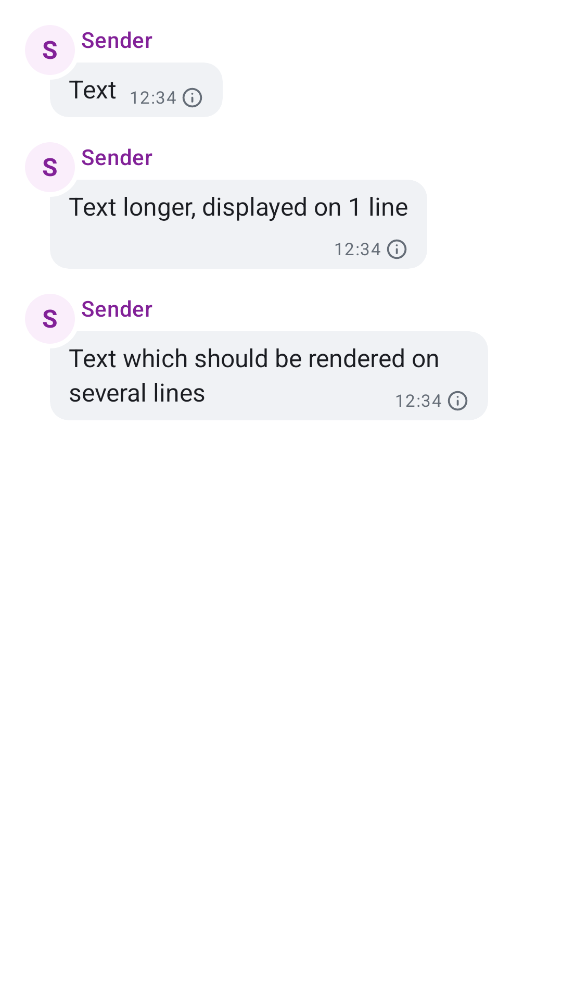 S Sender
Text 12:34
S Sender
Text longer, displayed on 1 line
12:34
S Sender
Text which should be rendered on
several lines 12:34